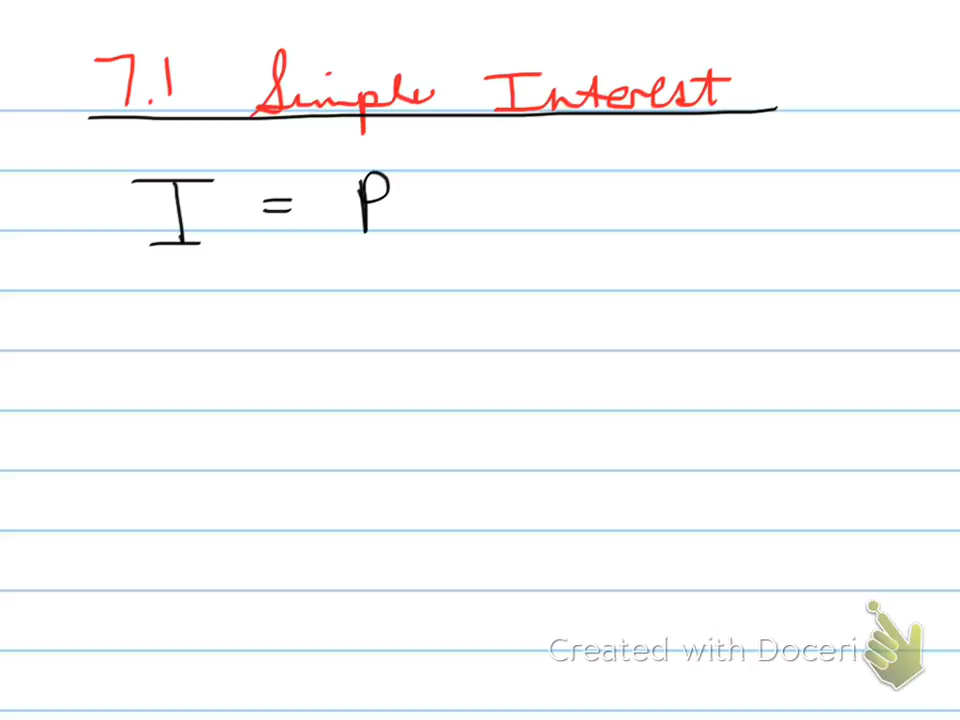 7.1 Simple Interest
I = P
Created with Doceri